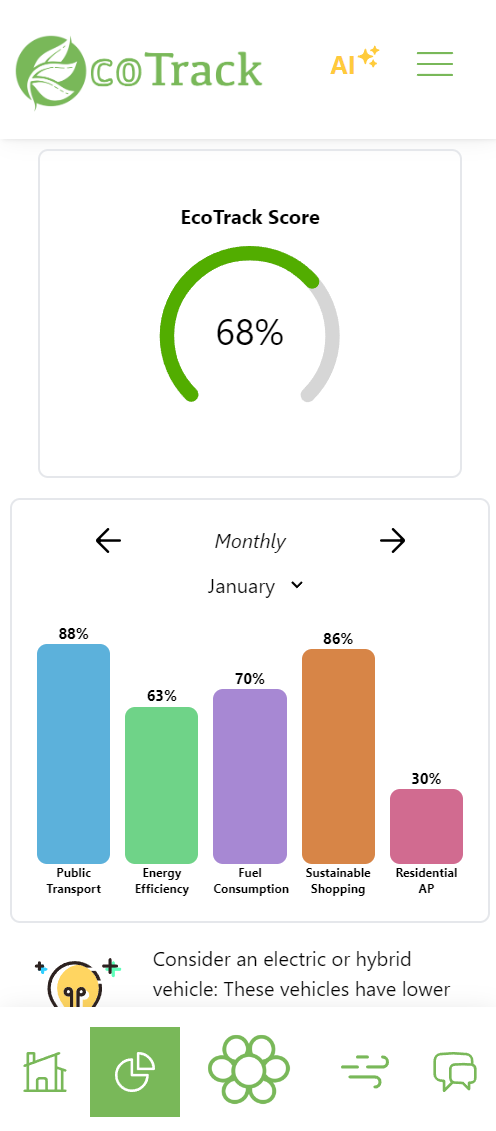 EcoTrack
AI
EcoTrack Score
68%
Monthly
January
88%
63%
70%
86%
30%
Public
Transport
Energy
Efficiency
Fuel
Consumption
Sustainable
Shopping
Residential
AP
Consider an electric or hybrid
vehicle: These vehicles have lower